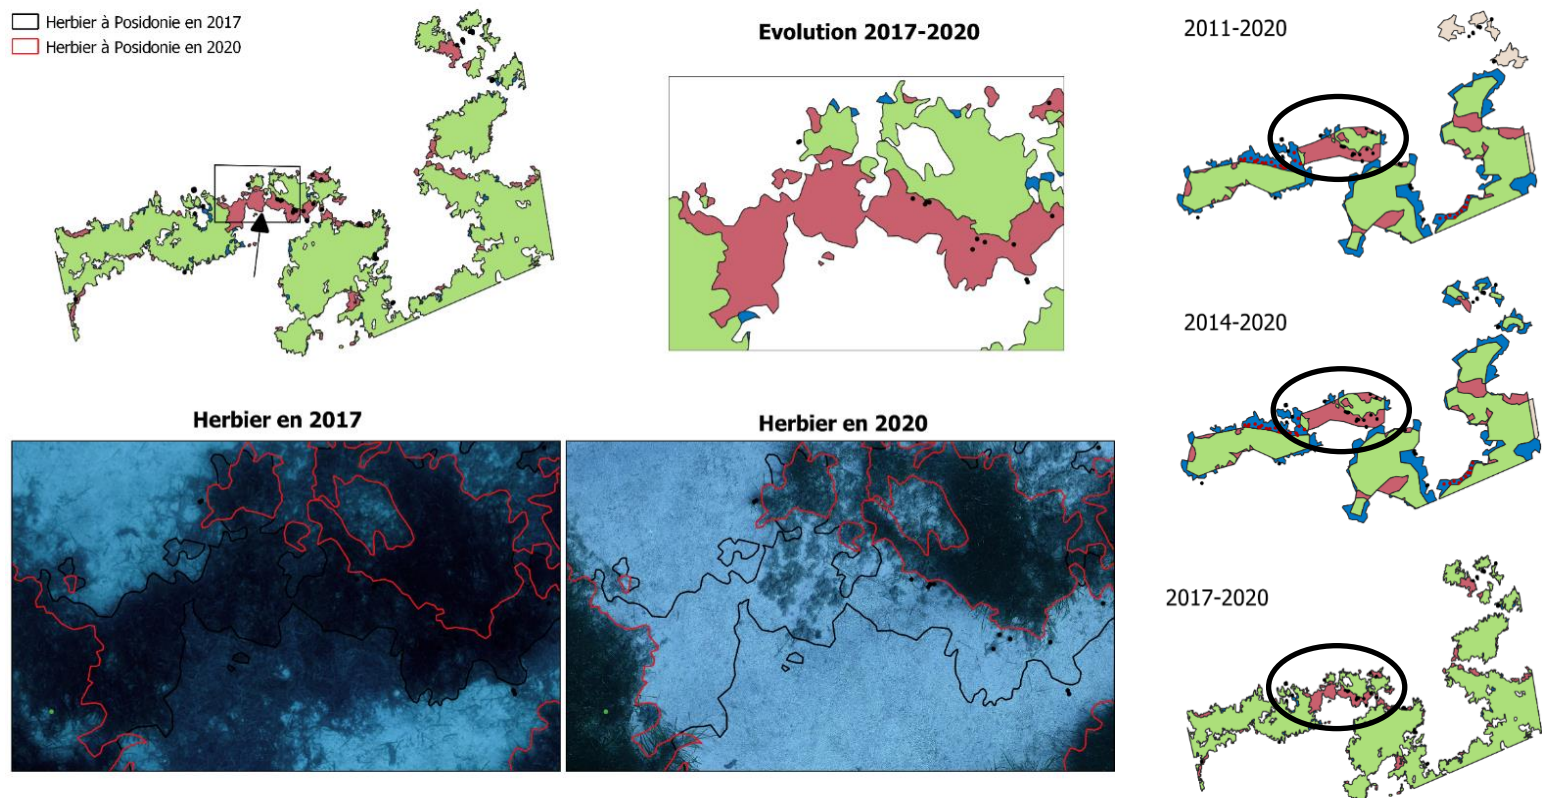 Herbier à Posidonie en 2017
Herbier à Posidonie en 2020
Evolution 2017-2020
2011-2020
2014-2020
Herbier en 2017
Herbier en 2020
2017-2020